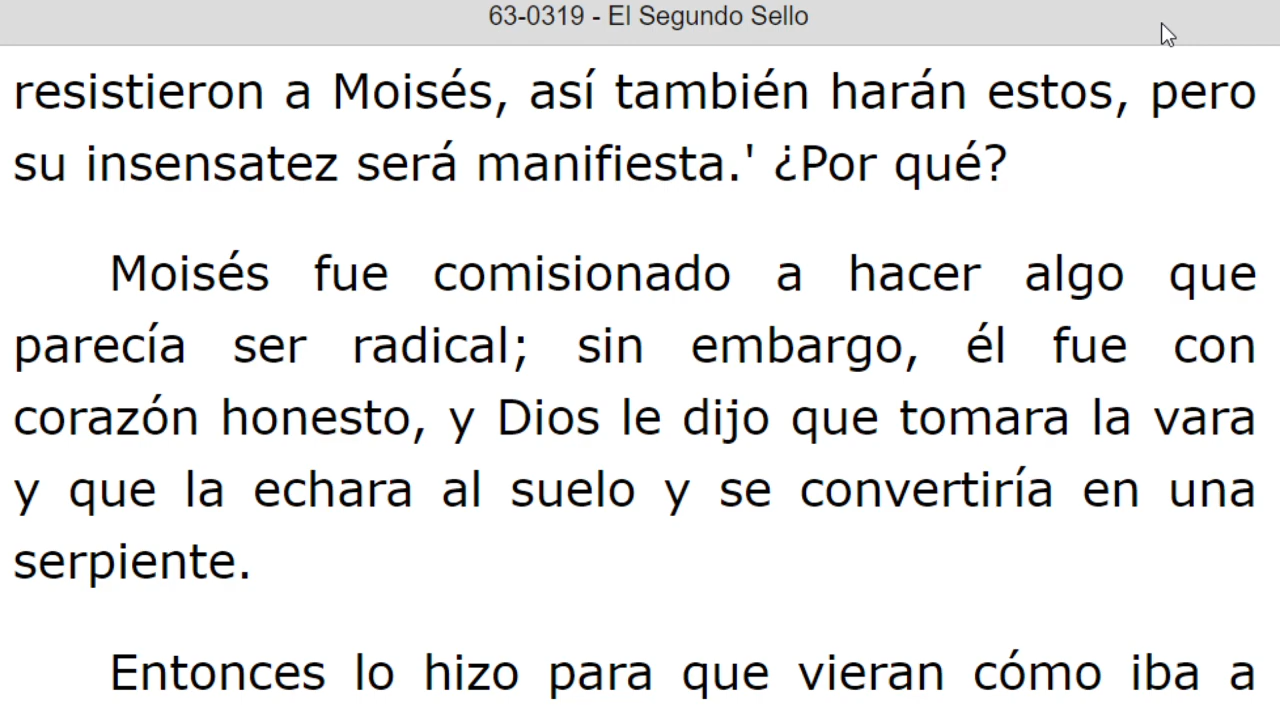 63-0319 - El Segundo Sello
resistieron a Moisés, así también harán estos, pero
su insensatez será manifiesta.' ¿Por qué?
Moisés fue comisionado a hacer algo que
parecía ser radical; sin embargo, él fue con
corazón honesto, y Dios le dijo que tomara la vara
y que la echara al suelo y se convertiría en una
serpiente.
Entonces lo hizo para que vieran cómo iba a